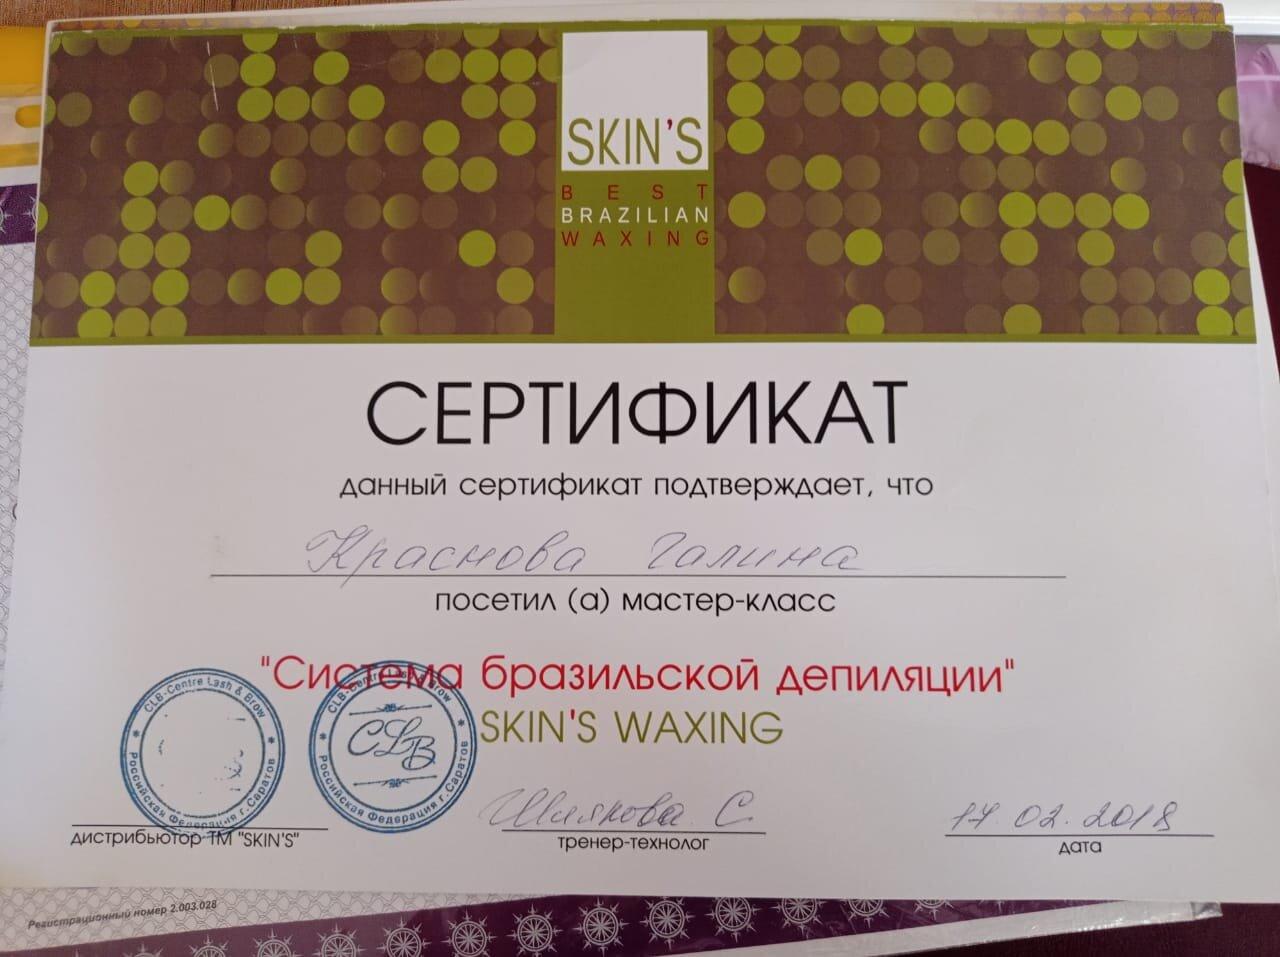 SKIN'S
BEST
BRAZILIAN
WAXING
СЕРТИФИКАТ
данный сертификат подтверждает, что
Краснова Галина
посетил (а) мастер-класс
"Система бразильской депиляции"
SKIN'S WAXING
CLB-Centre Lash & Brow
Российская Федерация г. Саратов
CLB-Centre Lash & Brow
CLB
Российская Федерация г. Саратов
С. 17.02.2018
дистрибьютор ТМ "SKIN'S" тренер-технолог дата
Регистрационный номер 2.003.028